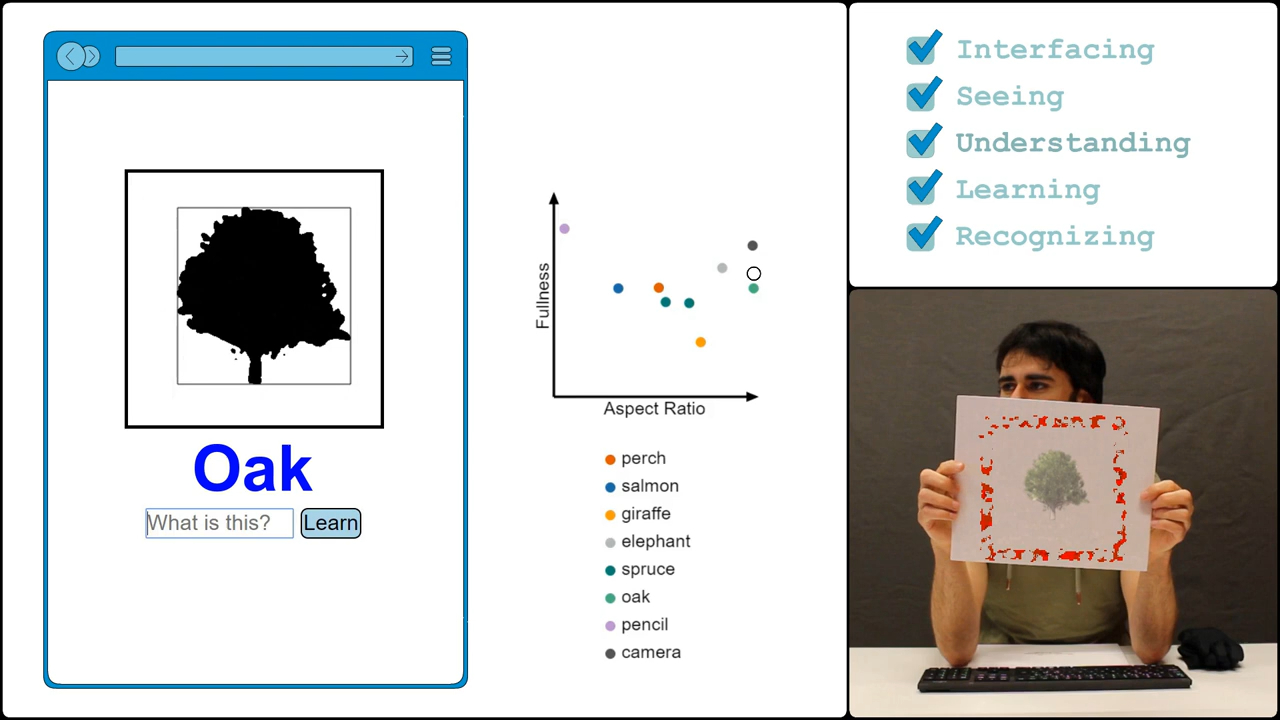 Oak
What is this?
Learn
Fullness
Aspect Ratio
perch
salmon
giraffe
elephant
spruce
oak
pencil
camera
Interfacing
Seeing
Understanding
Learning
Recognizing